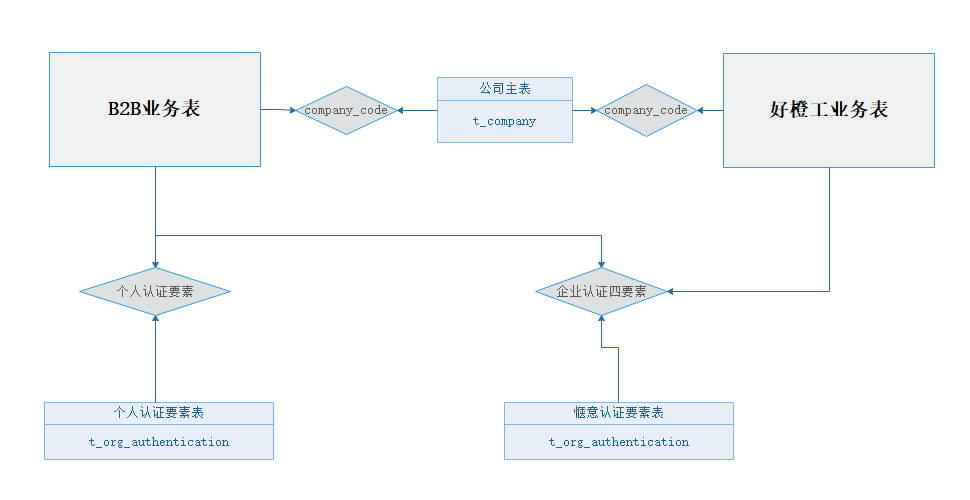 B2B业务表
company_code
公司主表
t_company
company_code
好橙工业务表
个人认证要素
企业认证四要素
个人认证要素表
t_org_authentication
惬意认证要素表
t_org_authentication